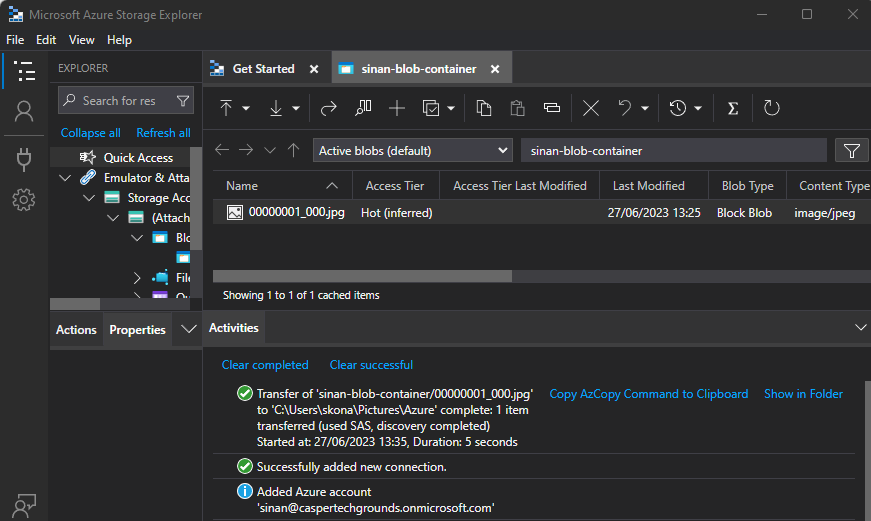 Microsoft Azure Storage Explorer
File Edit View Help
EXPLORER
Search for res
Collapse all Refresh all
Quick Access
Emulator & Atta
Storage Acc
(Attach
Blo
File
Get Started
sinan-blob-container
Active blobs (default)
sinan-blob-container
Name Access Tier Access Tier Last Modified Last Modified Blob Type Content Type
00000001_000.jpg Hot (inferred) 27/06/2023 13:25 Block Blob image/jpeg
Showing 1 to 1 of 1 cached items
Actions Properties
Activities
Clear completed Clear successful
Transfer of 'sinan-blob-container/00000001_000.jpg'
to 'C:\Users\skona\Pictures\Azure' complete: 1 item
transferred (used SAS, discovery completed)
Started at: 27/06/2023 13:35, Duration: 5 seconds
Copy AzCopy Command to Clipboard Show in Folder
Successfully added new connection.
Added Azure account
'sinan@caspertechgrounds.onmicrosoft.com'